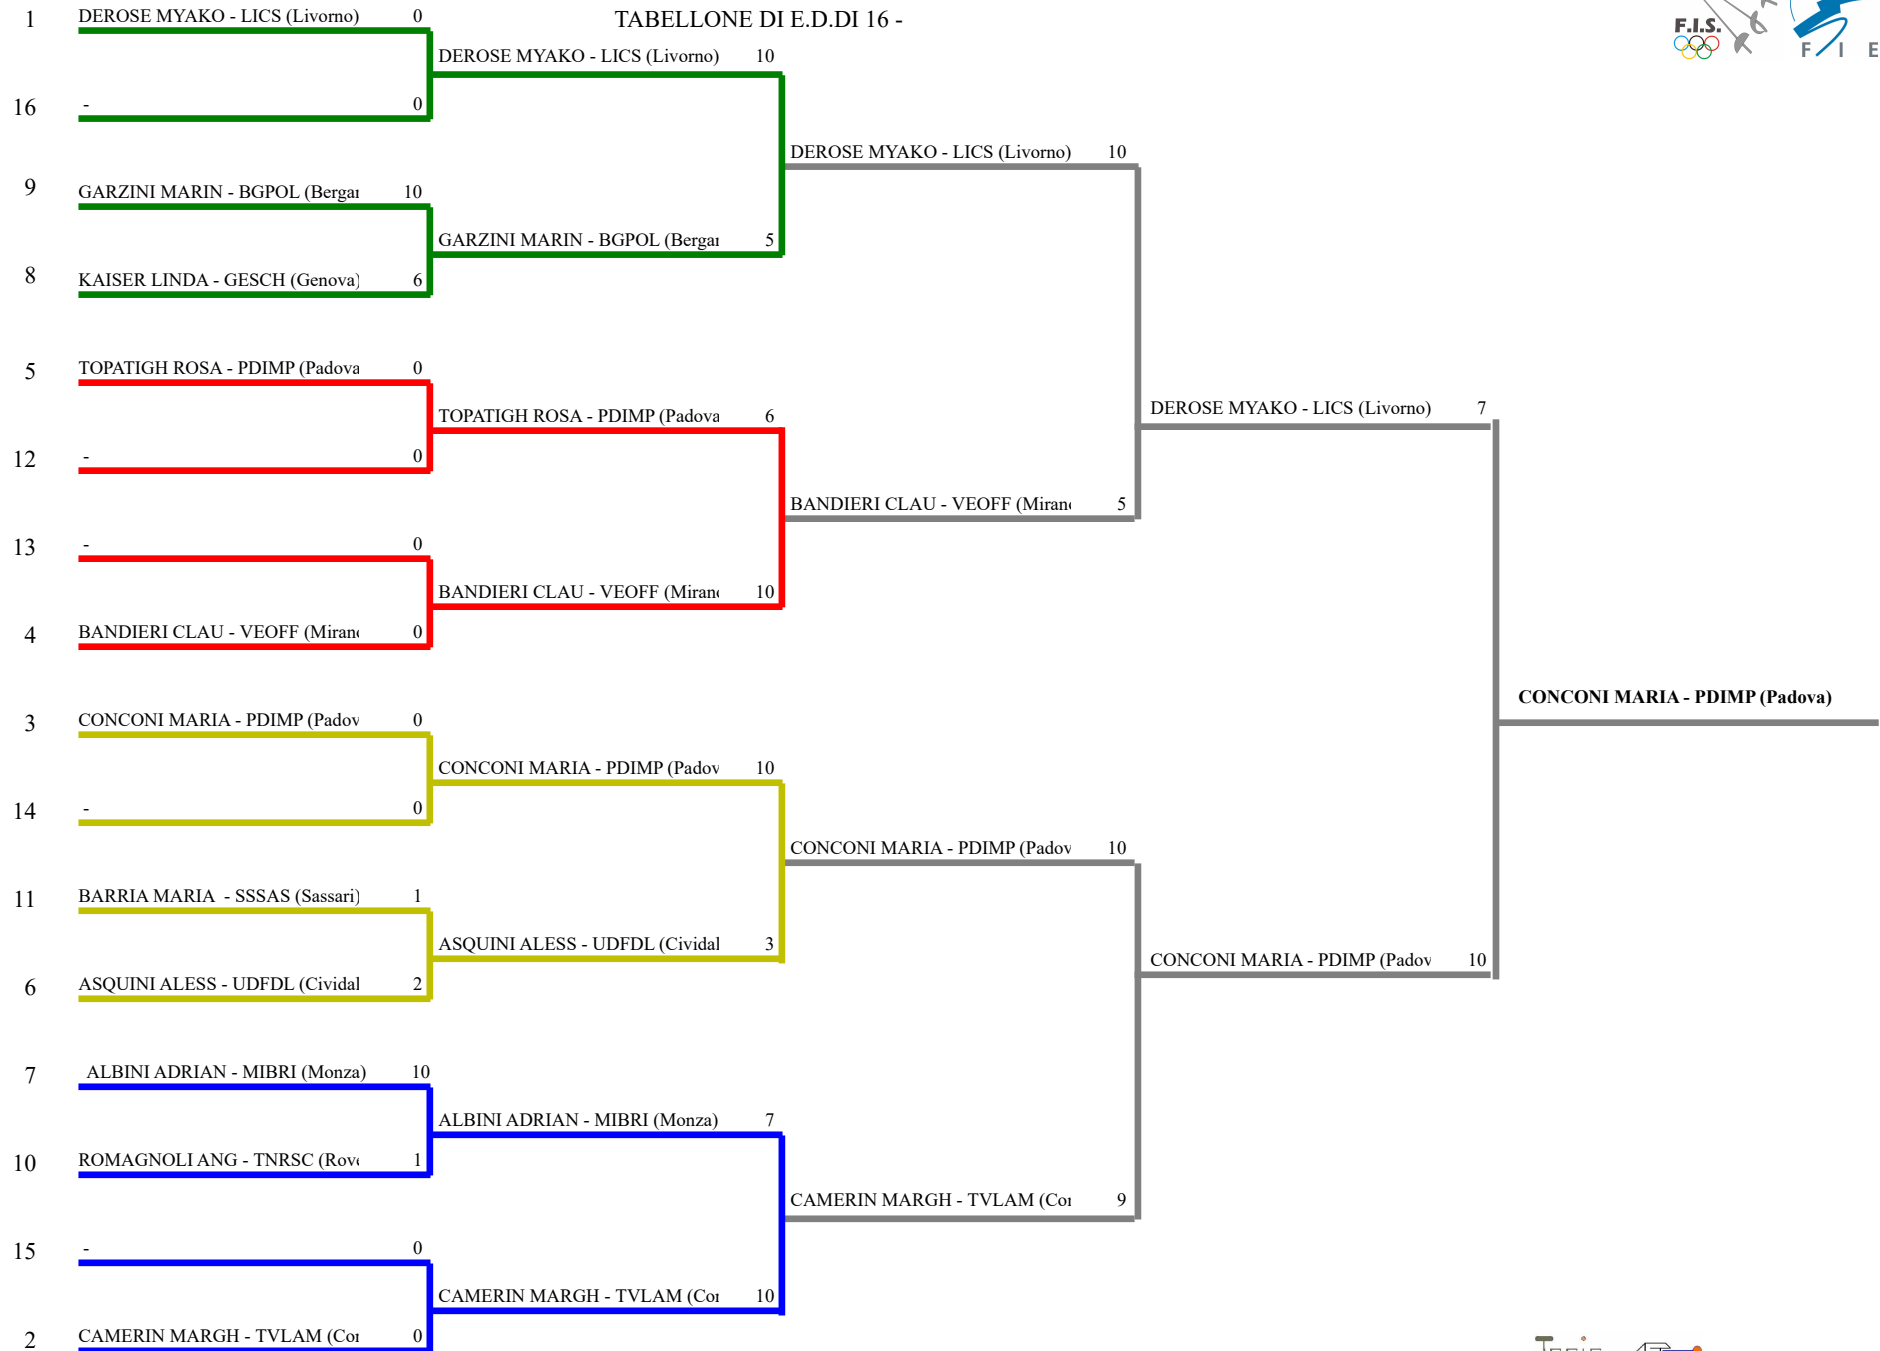 TABELLONE DI E.D.DI 16 -
F.I.S.
F I E
1 DEROSE MYAKO - LICS (Livorno) 0
DEROSE MYAKO - LICS (Livorno) 10
16 - 0
DEROSE MYAKO - LICS (Livorno) 10
9 GARZINI MARIN - BGPOL (Bergar 10
GARZINI MARIN - BGPOL (Bergar 5
8 KAISER LINDA - GESCH (Genova) 6
5 TOPATIGH ROSA - PDIMP (Padova 0
DEROSE MYAKO - LICS (Livorno) 7
TOPATIGH ROSA - PDIMP (Padova 6
12 - 0
BANDIERI CLAU - VEOFF (Miran 5
13 - 0
BANDIERI CLAU - VEOFF (Miran 10
4 BANDIERI CLAU - VEOFF (Miran 0
CONCONI MARIA - PDIMP (Padova)
3 CONCONI MARIA - PDIMP (Padov 0
CONCONI MARIA - PDIMP (Padov 10
14 - 0
CONCONI MARIA - PDIMP (Padov 10
11 BARRIA MARIA - SSSAS (Sassari) 1
ASQUINI ALESS - UDFDL (Cividal 3
CONCONI MARIA - PDIMP (Padov 10
6 ASQUINI ALESS - UDFDL (Cividal 2
7 ALBINI ADRIAN - MIBRI (Monza) 10
ALBINI ADRIAN - MIBRI (Monza) 7
10 ROMAGNOLI ANG - TNRSC (Rove 1
CAMERIN MARGH - TVLAM (Cor 9
15 - 0
CAMERIN MARGH - TVLAM (Cor 10
2 CAMERIN MARGH - TVLAM (Cor 0